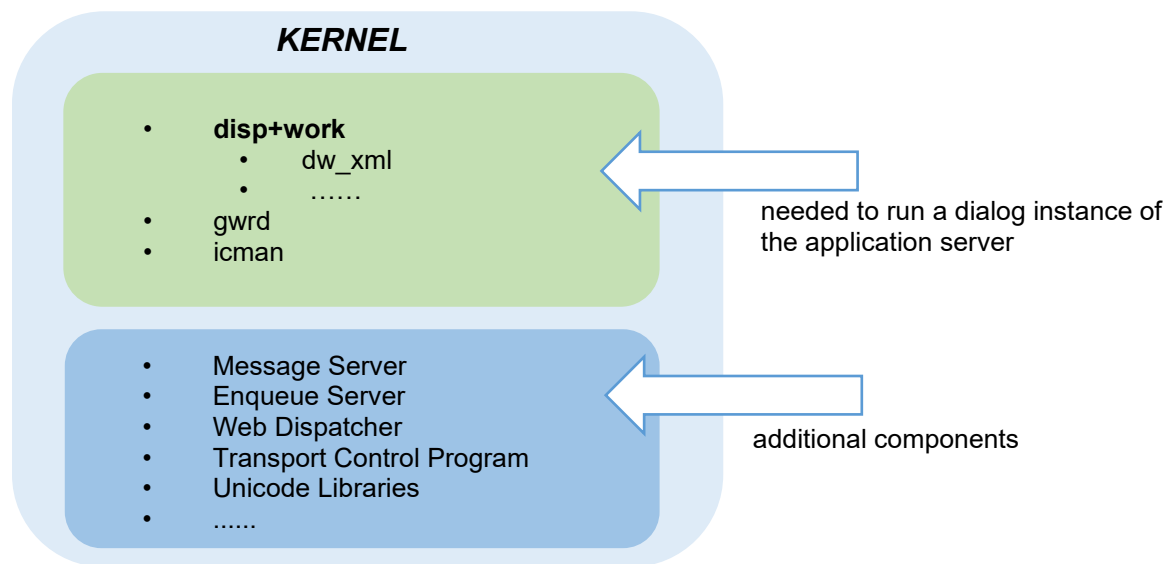 KERNEL
• disp+work
• dw_xml
• ……
• gwrd
• icman
needed to run a dialog instance of
the application server
• Message Server
• Enqueue Server
• Web Dispatcher
• Transport Control Program
• Unicode Libraries
• ......
additional components